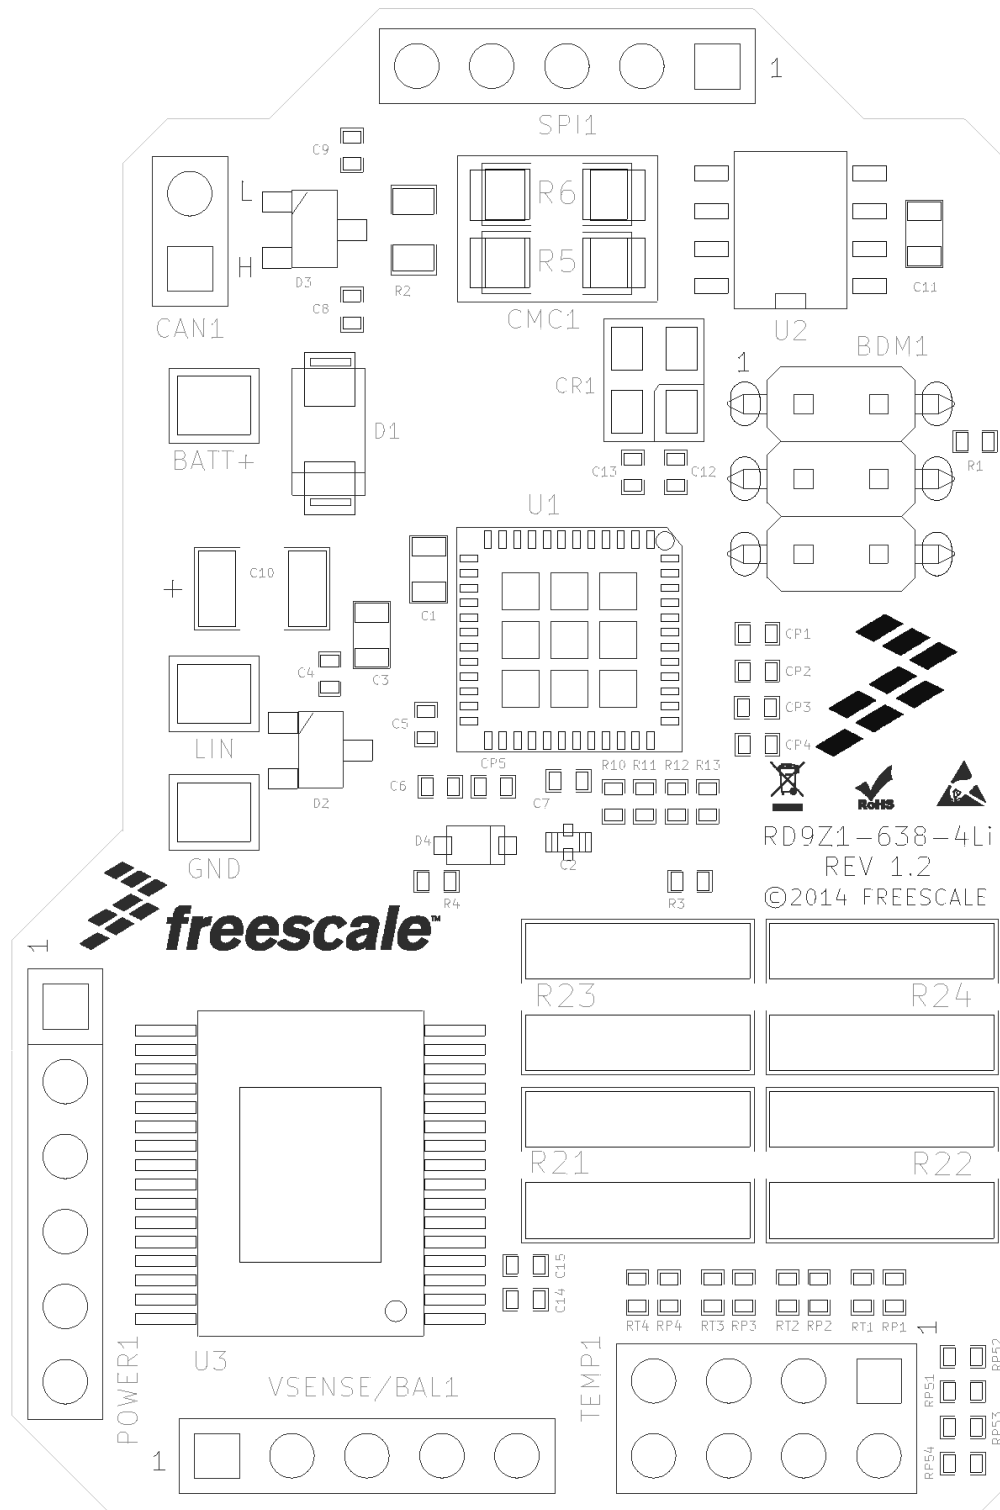 1
SPI1
C9
L
H
D3
R2
C8
CAN1
R6
R5
CMC1
U2
C11
BDM1
1
CR1
D1
BATT+
C13
C12
R1
U1
+
C10
C1
C4
C3
C5
LIN
D2
C6
CP5
C7
R10
R11
R12
R13
CP1
CP2
CP3
CP4
RoHS
RD9Z1-638-4Li
REV 1.2
©2014 FREESCALE
GND
D4
C2
R4
R3
freescale™
1
R23
R24
R21
R22
C15
C14
RT4
RP4
RT3
RP3
RT2
RP2
RT1
RP1
1
U3
POWER1
VSENSE/BAL1
1
TEMP1
RP52
RP51
RP53
RP54